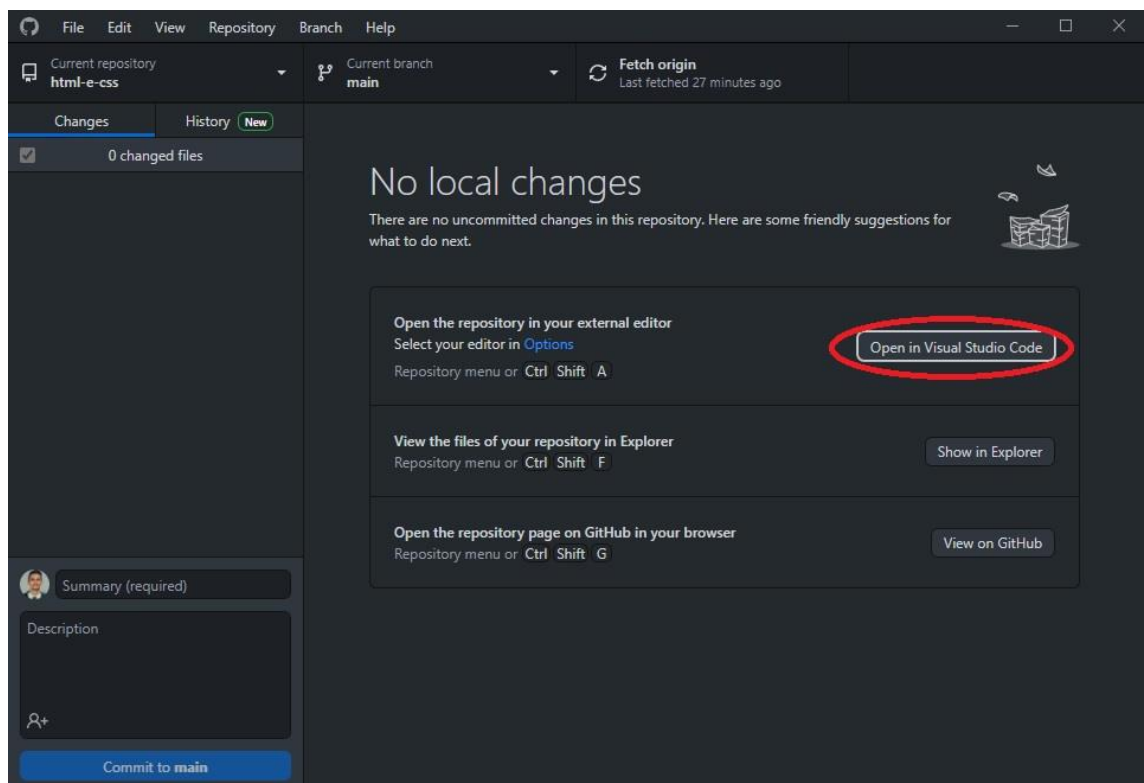 File Edit View Repository Branch Help
Current repository
html-e-css
Current branch
main
Fetch origin
Last fetched 27 minutes ago
Changes
History New
0 changed files
No local changes
There are no uncommitted changes in this repository. Here are some friendly suggestions for
what to do next.
Open the repository in your external editor
Select your editor in Options
Repository menu or Ctrl Shift A
Open in Visual Studio Code
View the files of your repository in Explorer
Repository menu or Ctrl Shift F
Show in Explorer
Open the repository page on GitHub in your browser
Repository menu or Ctrl Shift G
View on GitHub
Summary (required)
Description
Commit to main